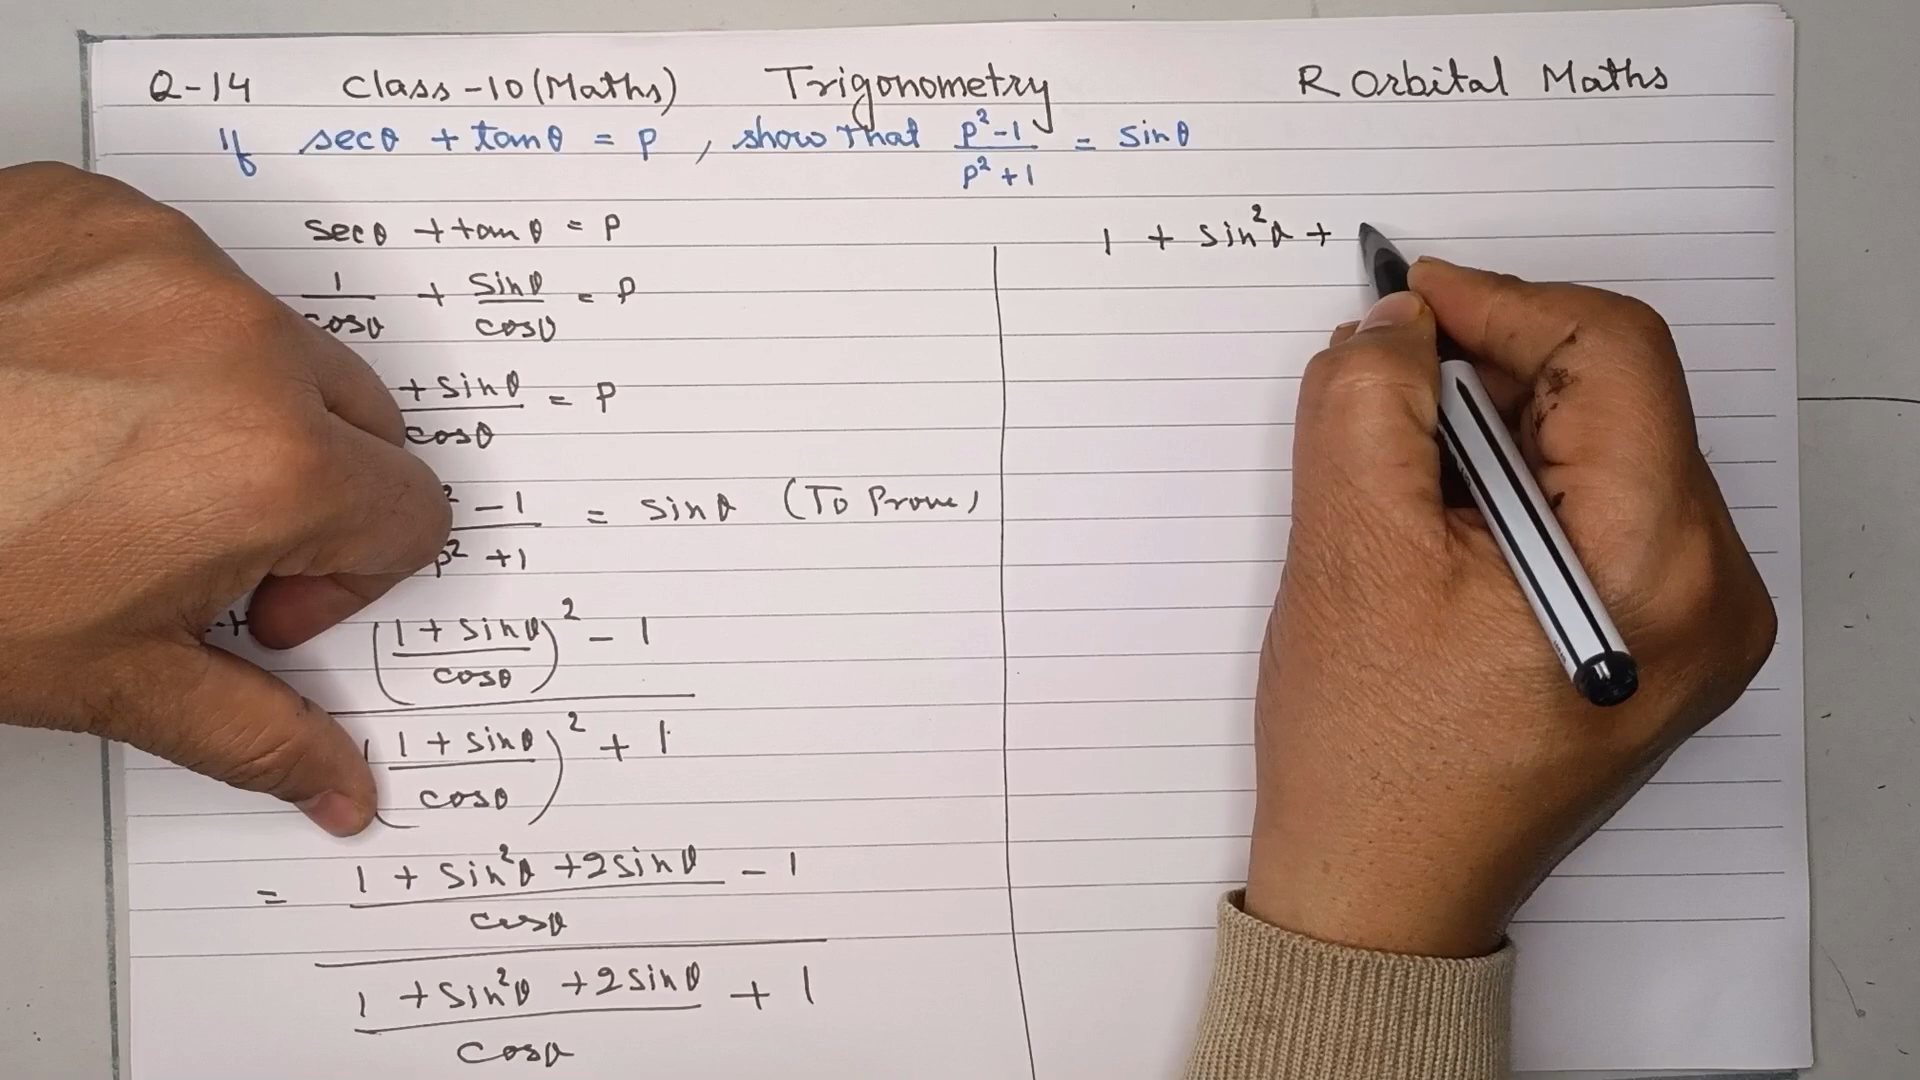 Q-14 Class-10(Maths) Trigonometry R Orbital Maths
If secθ + tanθ = P, show that (P²-1)/(P²+1) = sinθ
secθ + tanθ = P
1/cosθ + sinθ/cosθ = P
+ sinθ/cosθ = P
² - 1/P² + 1 = sinθ (To Prove)
((1 + sinθ)/cosθ)² - 1
((1 + sinθ)/cosθ)² + 1
= (1 + sin²θ + 2sinθ)/cosθ - 1
(1 + sin²θ + 2sinθ)/cosθ + 1
1 + sin²θ +